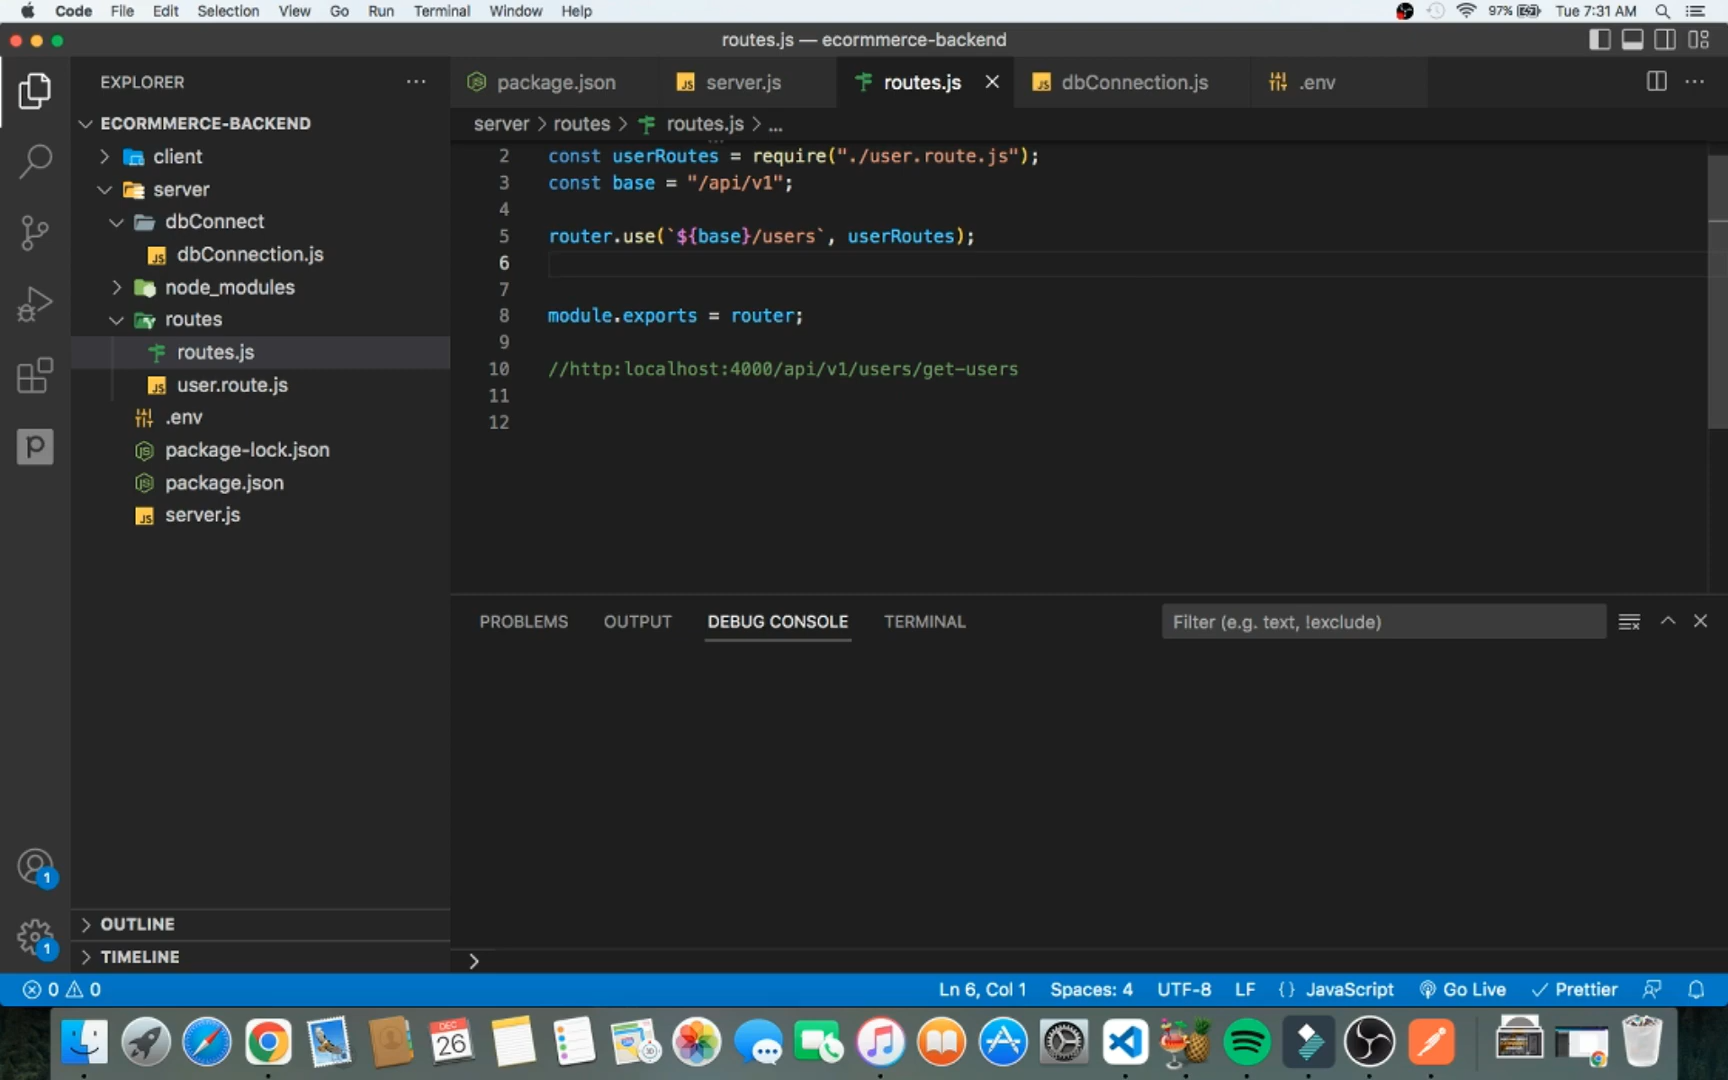 Code File Edit Selection View Go Run Terminal Window Help 97% Tue 7:31 AM
routes.js — ecormmerce-backend
EXPLORER
package.json server.js routes.js dbConnection.js .env
ECORMMERCE-BACKEND
server > routes > routes.js > ...
client
server
dbConnect
dbConnection.js
node_modules
routes
routes.js
user.route.js
.env
package-lock.json
package.json
server.js
2 const userRoutes = require("./user.route.js");
3 const base = "/api/v1";
4
5 router.use(`${base}/users`, userRoutes);
6
7
8 module.exports = router;
9
10 //http:localhost:4000/api/v1/users/get-users
11
12
PROBLEMS OUTPUT DEBUG CONSOLE TERMINAL Filter (e.g. text, !exclude)
1
1
OUTLINE
TIMELINE
0 0 Ln 6, Col 1 Spaces: 4 UTF-8 LF {} JavaScript Go Live Prettier
DEC
26